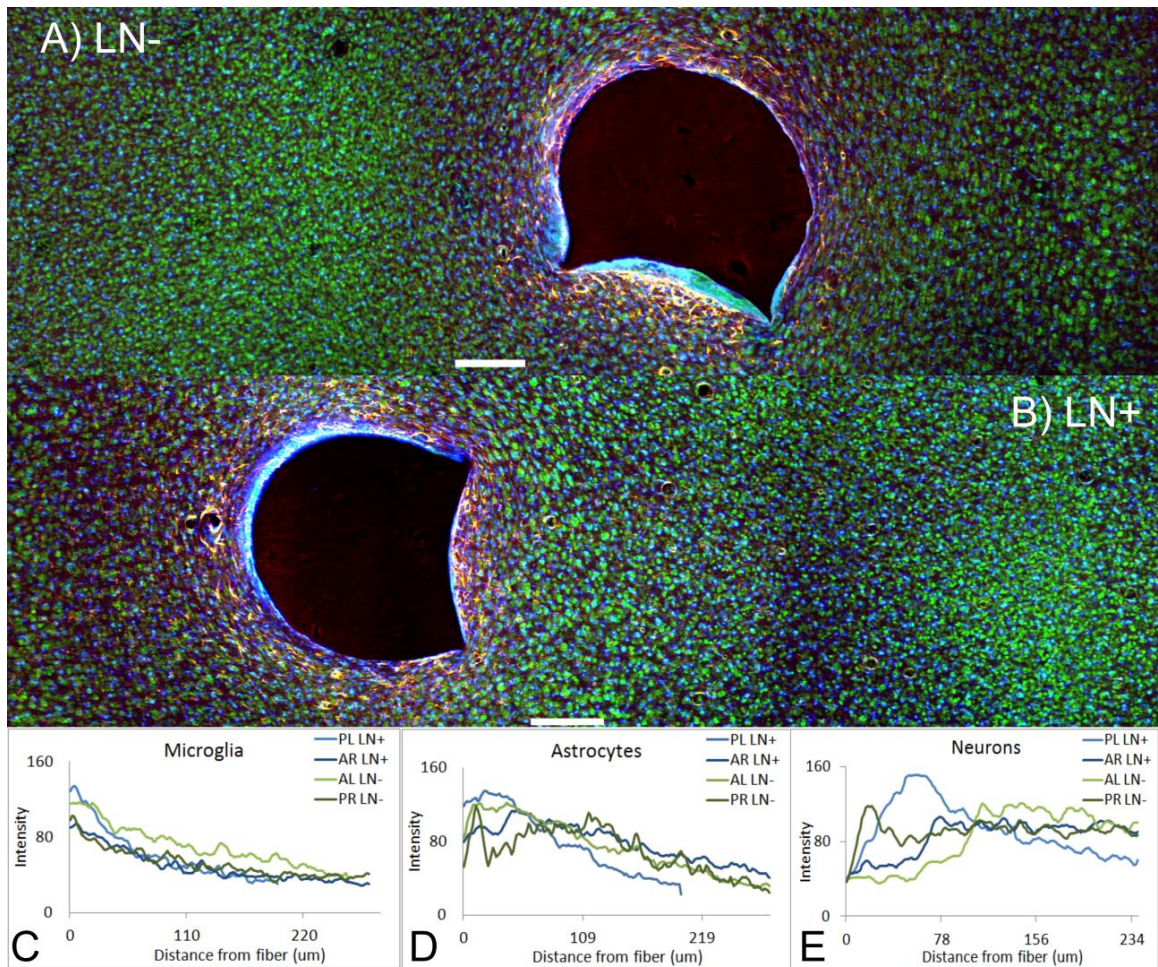 A) LN-
B) LN+
Microglia
PL LN+
AR LN+
AL LN-
PR LN-
160
80
0
Intensity
0 110 220
Distance from fiber (um)
C
Astrocytes
PL LN+
AR LN+
AL LN-
PR LN-
160
80
0
Intensity
0 109 219
Distance from fiber (um)
D
Neurons
PL LN+
AR LN+
AL LN-
PR LN-
160
80
0
Intensity
0 78 156 234
Distance from fiber (um)
E